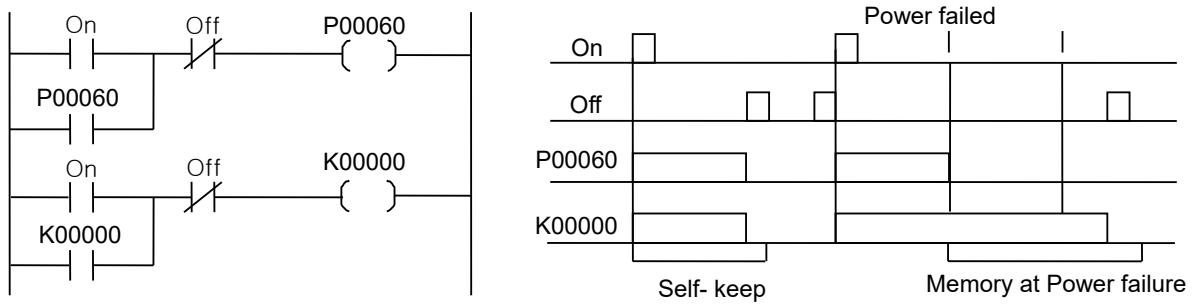 On Off P00060
P00060
On Off K00000
K00000
Power failed
On
Off
P00060
K00000
Self- keep
Memory at Power failure